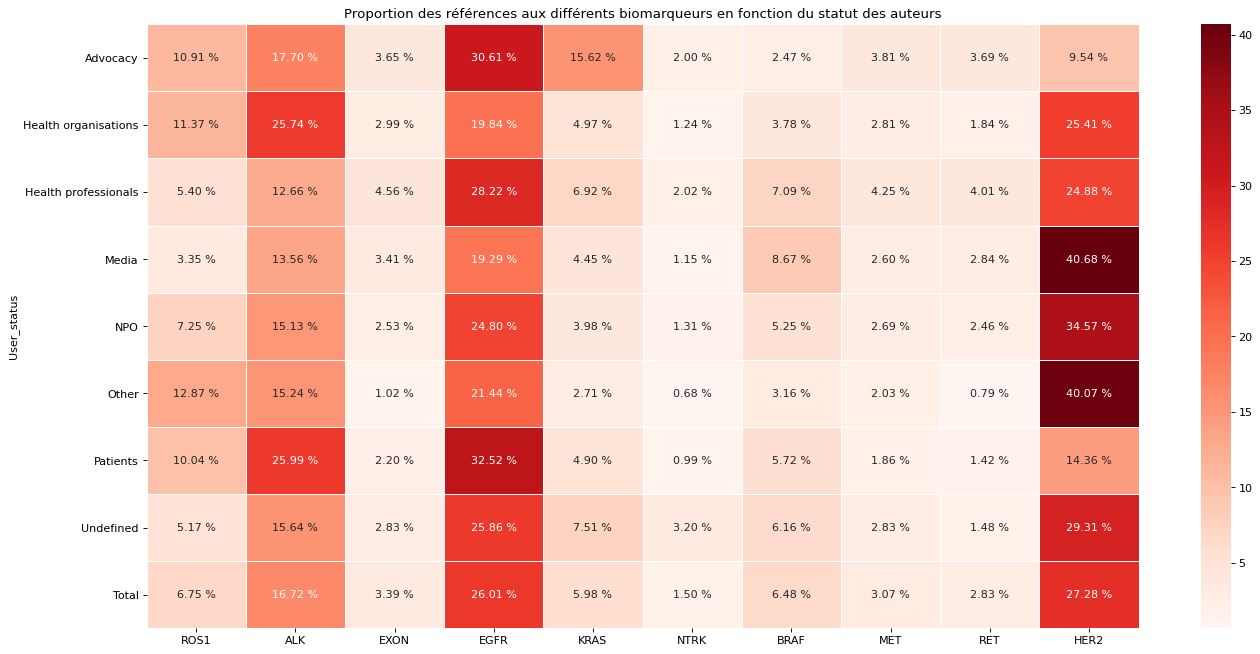 Proportion des références aux différents biomarqueurs en fonction du statut des auteurs
User_status
Advocacy 10.91 % 17.70 % 3.65 % 30.61 % 15.62 % 2.00 % 2.47 % 3.81 % 3.69 % 9.54 %
Health organisations 11.37 % 25.74 % 2.99 % 19.84 % 4.97 % 1.24 % 3.78 % 2.81 % 1.84 % 25.41 %
Health professionals 5.40 % 12.66 % 4.56 % 28.22 % 6.92 % 2.02 % 7.09 % 4.25 % 4.01 % 24.88 %
Media 3.35 % 13.56 % 3.41 % 19.29 % 4.45 % 1.15 % 8.67 % 2.60 % 2.84 % 40.68 %
NPO 7.25 % 15.13 % 2.53 % 24.80 % 3.98 % 1.31 % 5.25 % 2.69 % 2.46 % 34.57 %
Other 12.87 % 15.24 % 1.02 % 21.44 % 2.71 % 0.68 % 3.16 % 2.03 % 0.79 % 40.07 %
Patients 10.04 % 25.99 % 2.20 % 32.52 % 4.90 % 0.99 % 5.72 % 1.86 % 1.42 % 14.36 %
Undefined 5.17 % 15.64 % 2.83 % 25.86 % 7.51 % 3.20 % 6.16 % 2.83 % 1.48 % 29.31 %
Total 6.75 % 16.72 % 3.39 % 26.01 % 5.98 % 1.50 % 6.48 % 3.07 % 2.83 % 27.28 %
ROS1 ALK EXON EGFR KRAS NTRK BRAF MET RET HER2
40
35
30
25
20
15
10
5